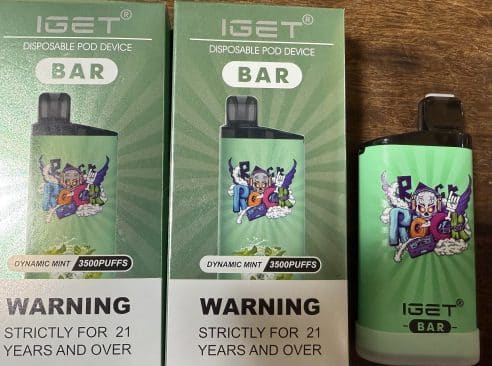 IGET®
DISPOSABLE POD DEVICE
BAR
DYNAMIC MINT 3500PUFFS
WARNING
STRICTLY FOR 21
YEARS AND OVER
IGET®
DISPOSABLE POD DEVICE
BAR
DYNAMIC MINT 3500PUFFS
WARNING
STRICTLY FOR 21
YEARS AND OVER
IGET®
BAR